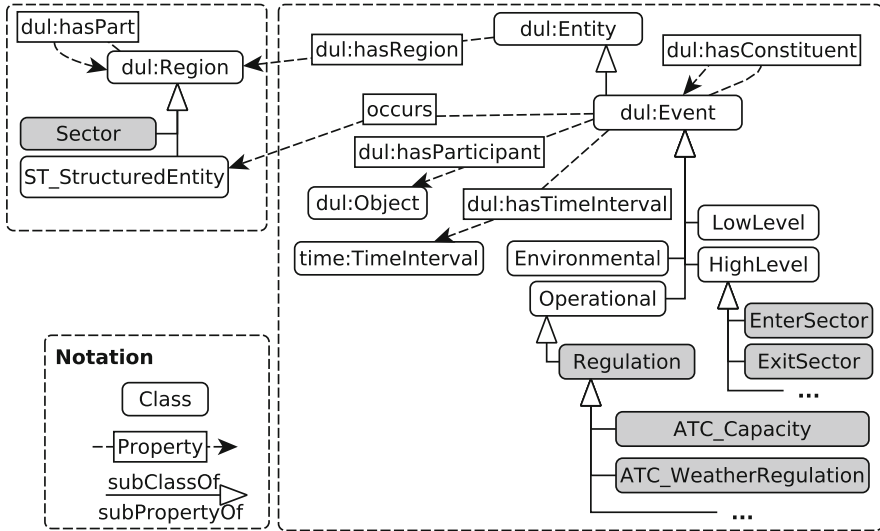 dul:hasPart
dul:Region
dul:hasRegion
dul:Entity
dul:hasConstituent
occurs
dul:Event
Sector
ST_StructuredEntity
dul:hasParticipant
dul:Object
dul:hasTimeInterval
time:TimeInterval
LowLevel
Environmental
HighLevel
Operational
EnterSector
Regulation
ExitSector
...
ATC_Capacity
ATC_WeatherRegulation
...
Notation
Class
Property
subClassOf
subPropertyOf